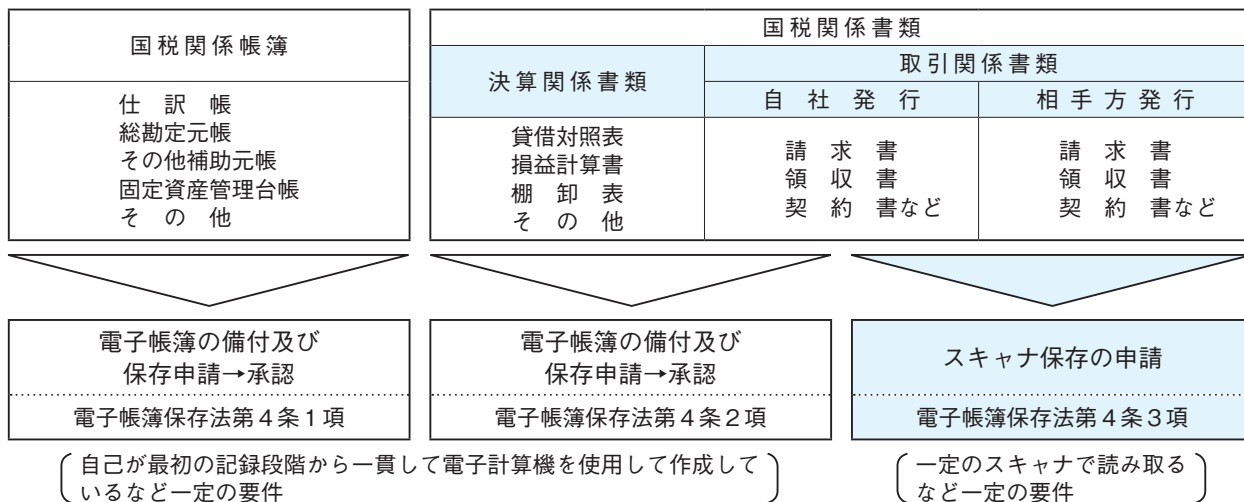 国税関係帳簿
仕訳帳
総勘定元帳
その他補助元帳
固定資産管理台帳
その他
国税関係書類
決算関係書類
取引関係書類
自社発行
相手方発行
貸借対照表
損益計算書
棚卸表
その他
請求書
領収書
契約書など
請求書
領収書
契約書など
電子帳簿の備付及び
保存申請→承認
電子帳簿保存法第4条1項
電子帳簿の備付及び
保存申請→承認
電子帳簿保存法第4条2項
スキャナ保存の申請
電子帳簿保存法第4条3項
自己が最初の記録段階から一貫して電子計算機を使用して作成して
いるなど一定の要件
一定のスキャナで読み取る
など一定の要件